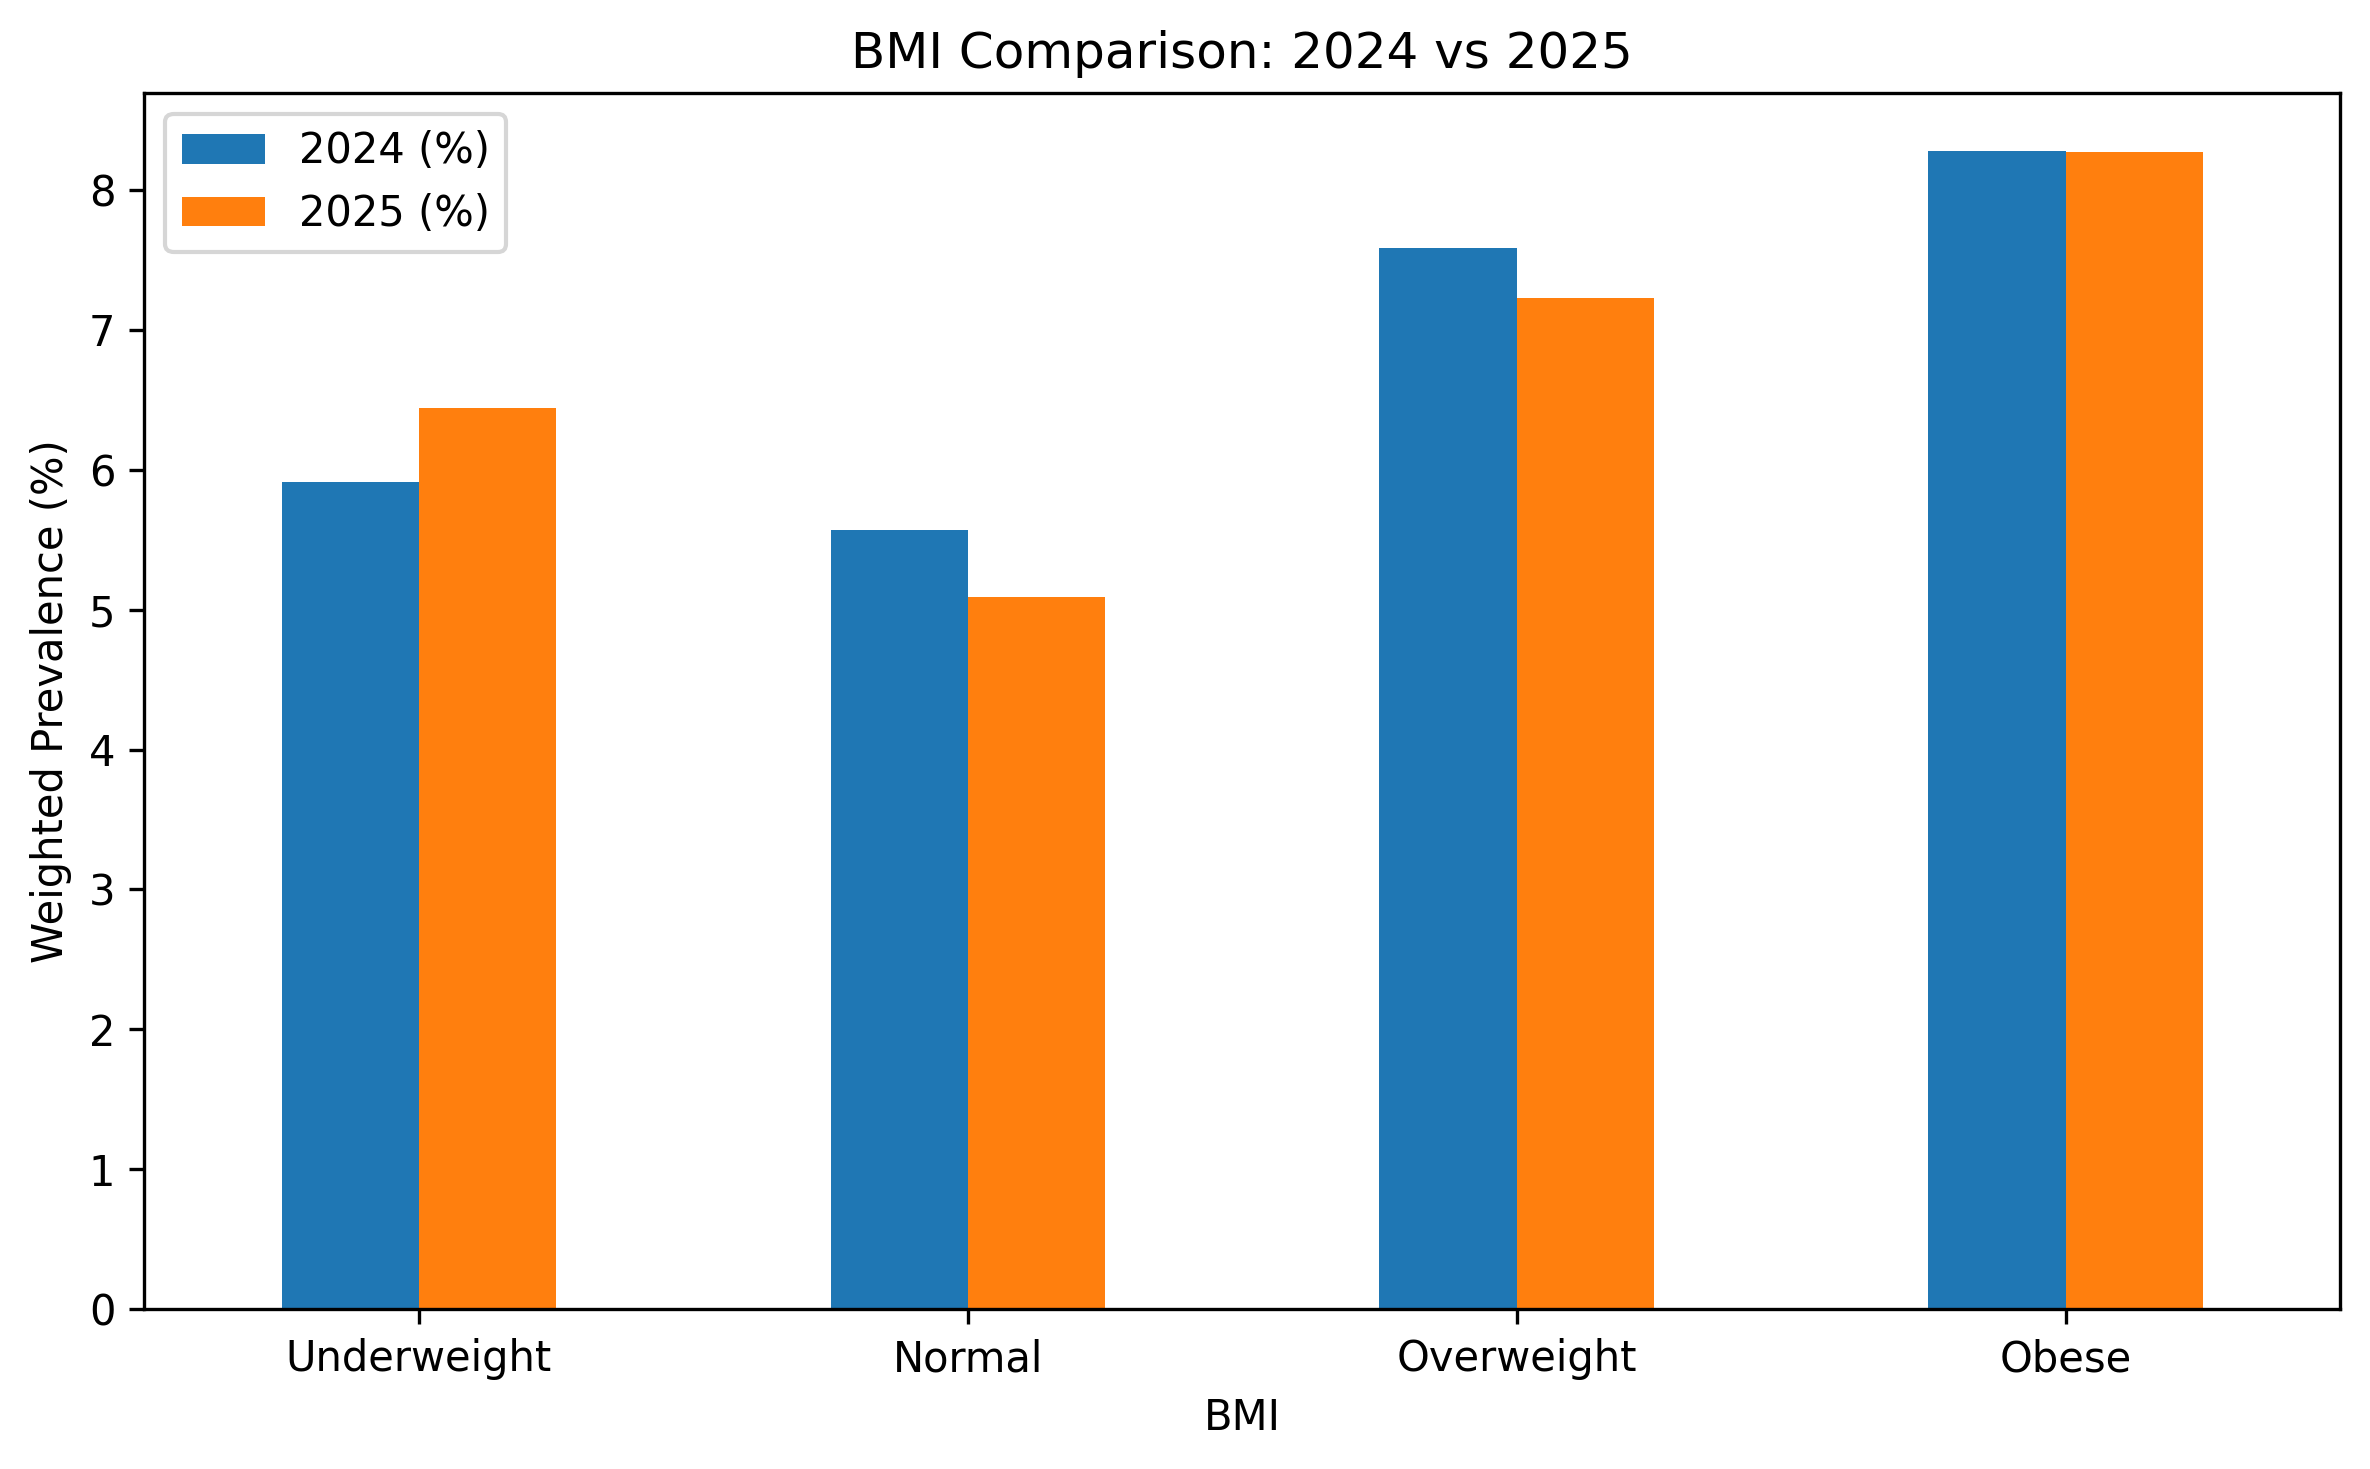 BMI Comparison: 2024 vs 2025
2024 (%)
2025 (%)
Weighted Prevalence (%)
8
7
6
5
4
3
2
1
0
Underweight Normal Overweight Obese
BMI